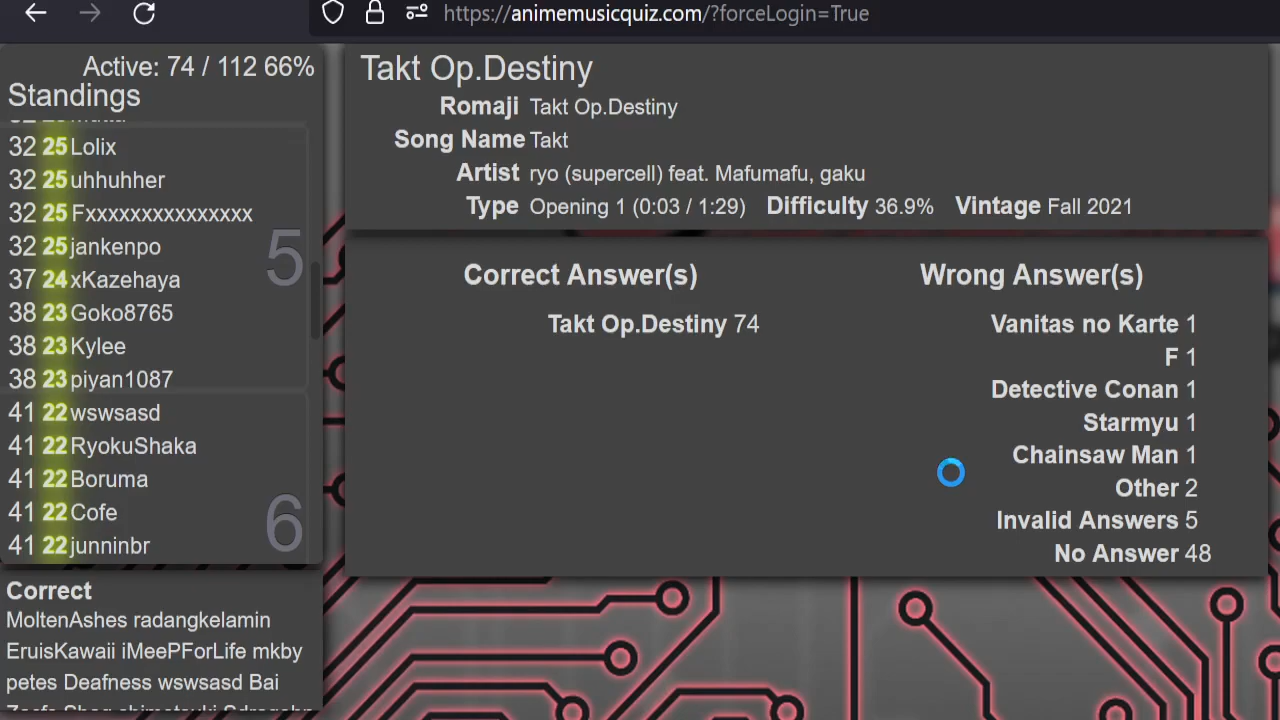 https://animemusicquiz.com/?forceLogin=True
Active: 74 / 112 66%
Standings
32 25 Lolix
32 25 uhhuhher
32 25 Fxxxxxxxxxxxxxxx
32 25 jankenpo
5
37 24 xKazehaya
38 23 Goko8765
38 23 Kylee
38 23 piyan1087
41 22 wswsasd
41 22 RyokuShaka
41 22 Boruma
41 22 Cofe
6
41 22 junninbr
Correct
MoltenAshes radangkelamin
EruisKawaii iMeePForLife mkby
petes Deafness wswsasd Bai
Takt Op.Destiny
Romaji Takt Op.Destiny
Song Name Takt
Artist ryo (supercell) feat. Mafumafu, gaku
Type Opening 1 (0:03 / 1:29) Difficulty 36.9% Vintage Fall 2021
Correct Answer(s)
Takt Op.Destiny 74
Wrong Answer(s)
Vanitas no Karte 1
F 1
Detective Conan 1
Starmyu 1
Chainsaw Man 1
Other 2
Invalid Answers 5
No Answer 48